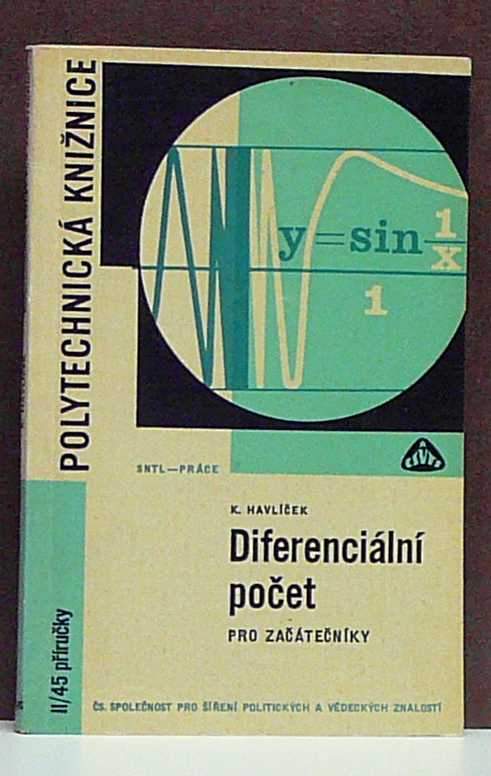 POLYTECHNICKÁ KNIŽNICE
y=sin 1/x
1
SNTL—PRÁCE
K. HAVLÍČEK
Diferenciální
počet
PRO ZAČÁTEČNÍKY
II/45 příručky
ČS. SPOLEČNOST PRO ŠÍŘENÍ POLITICKÝCH A VĚDECKÝCH ZNALOSTÍ